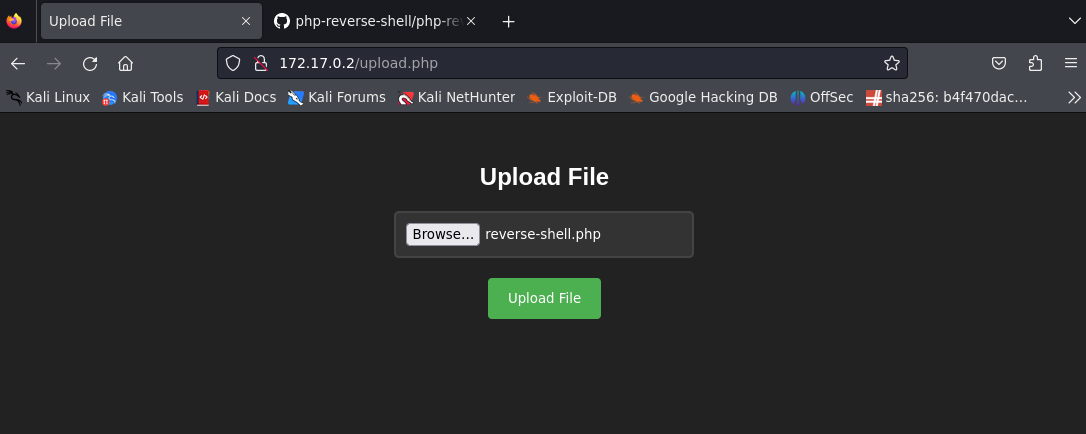 Upload File
php-reverse-shell/php-rev
172.17.0.2/upload.php
Kali Linux Kali Tools Kali Docs Kali Forums Kali NetHunter Exploit-DB Google Hacking DB OffSec sha256: b4f470dac...
Upload File
Browse... reverse-shell.php
Upload File